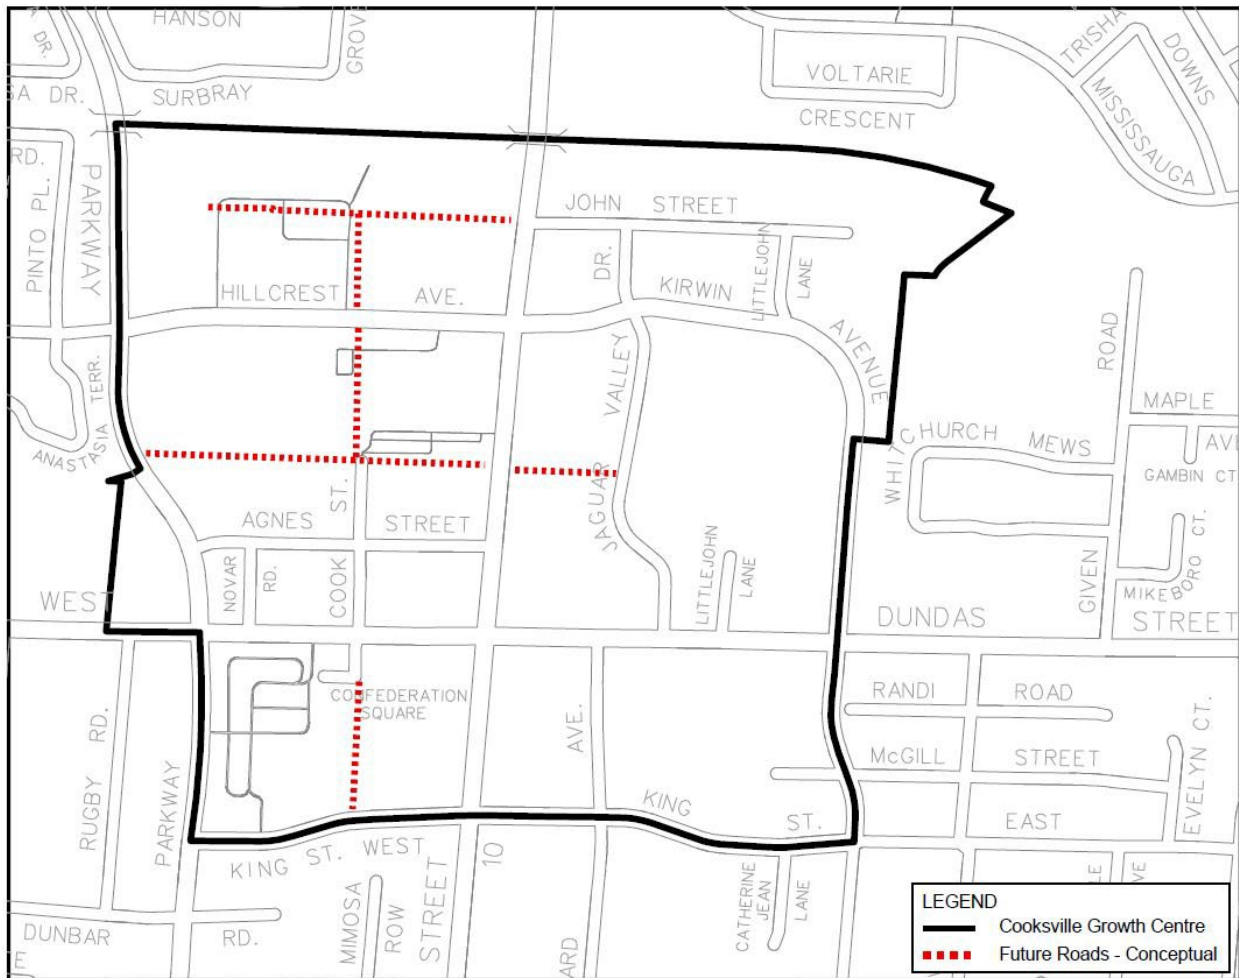 HANSON
GROVE
DR.
SA DR.
SURBRAY
VOLTARIE
CRESCENT
TRISHA
DOWNS
MISSISSAUGA
RD.
PINTO PL.
PARKWAY
JOHN STREET
DR.
LITTLEJOHN
LANE
KIRWIN
HILLCREST AVE.
AVENUE
VALLEY
JAGUAR
ANASTASIA TERR.
ROAD
MAPLE
AVE
WHITCHURCH MEWS
GAMBIN CT.
AGNES STREET
ST.
COOK
NOVAR
RD.
LITTLEJOHN
LANE
GIVEN
MIKEBORO CT.
WEST
DUNDAS
STREET
CONFEDERATION
SQUARE
RANDI ROAD
AVE.
McGILL STREET
EVELYN CT.
RUGBY RD.
PARKWAY
KING ST.
EAST
KING ST. WEST
STREET
10
MIMOSA
ROW
CATHERINE
JEAN
LANE
DUNBAR RD.
E
ARD
LE
VE
LEGEND
Cooksville Growth Centre
Future Roads - Conceptual